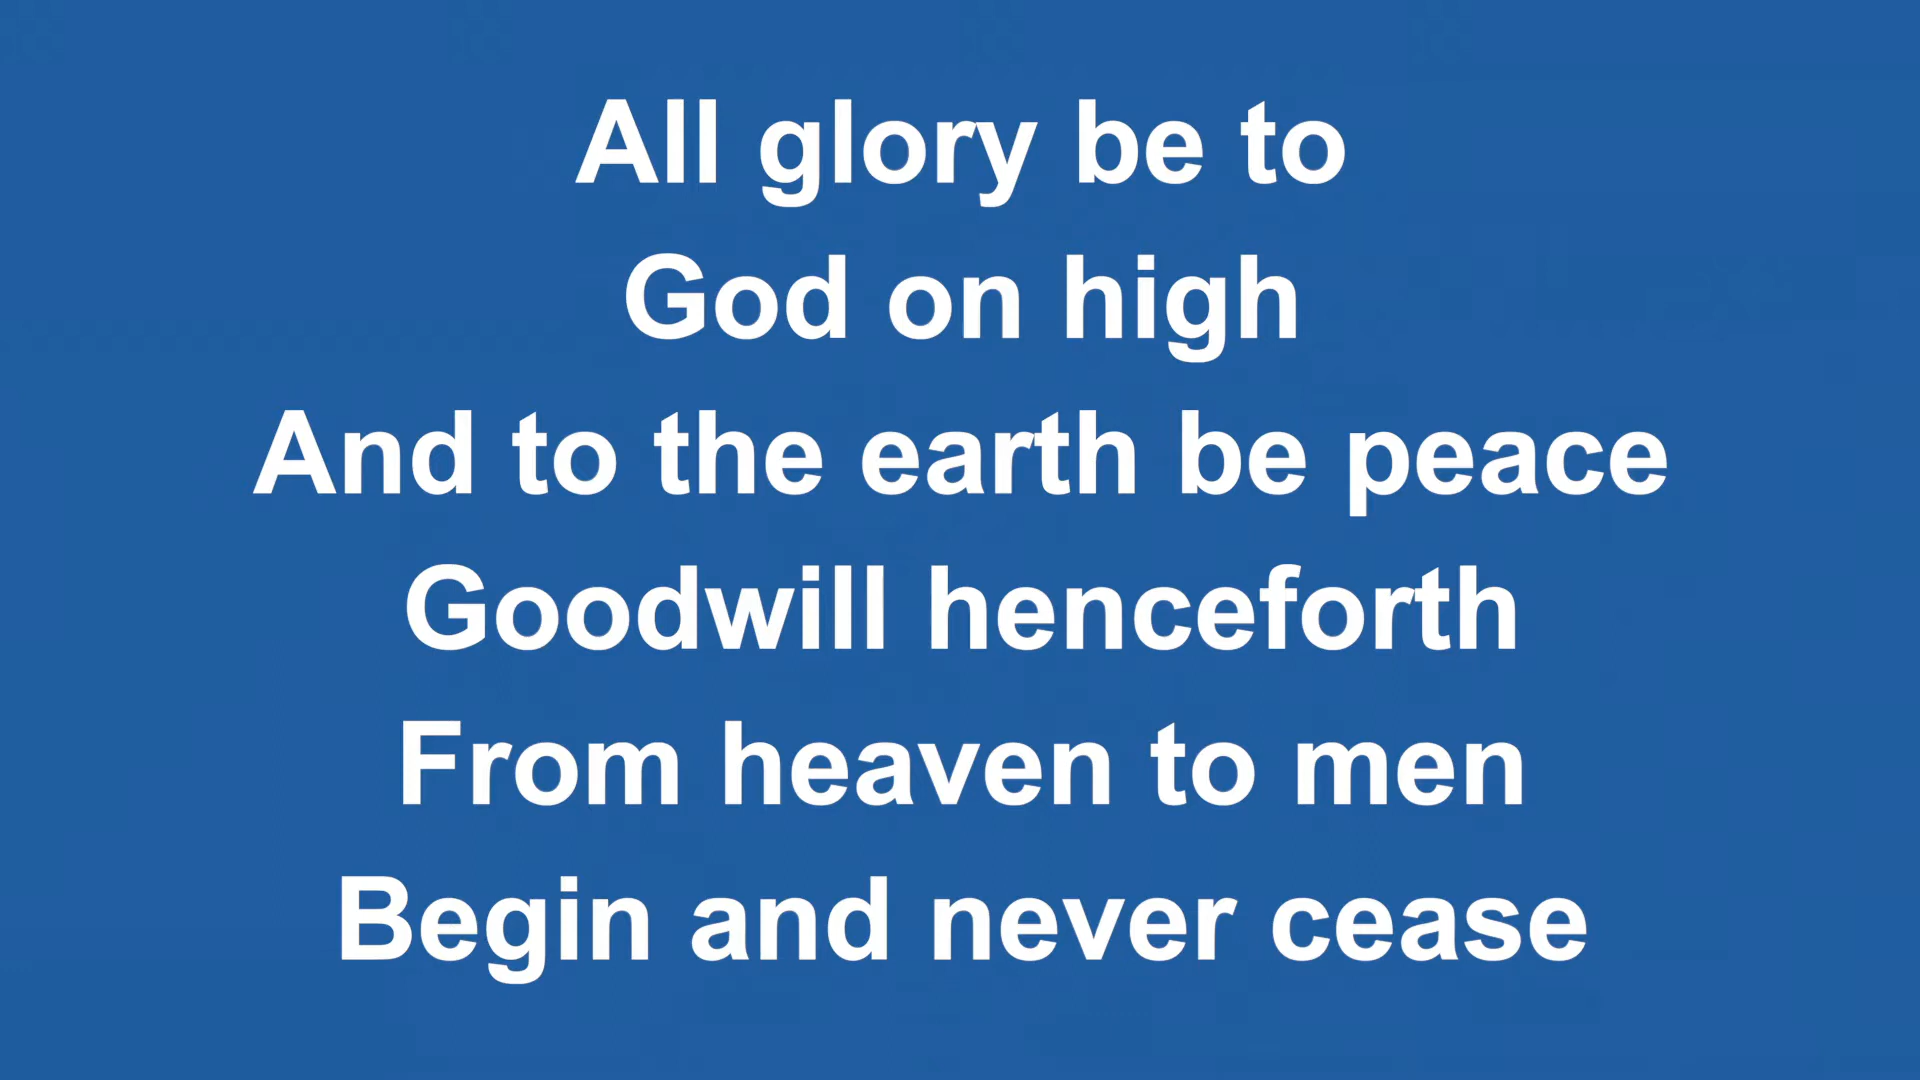 All glory be to
God on high
And to the earth be peace
Goodwill henceforth
From heaven to men
Begin and never cease